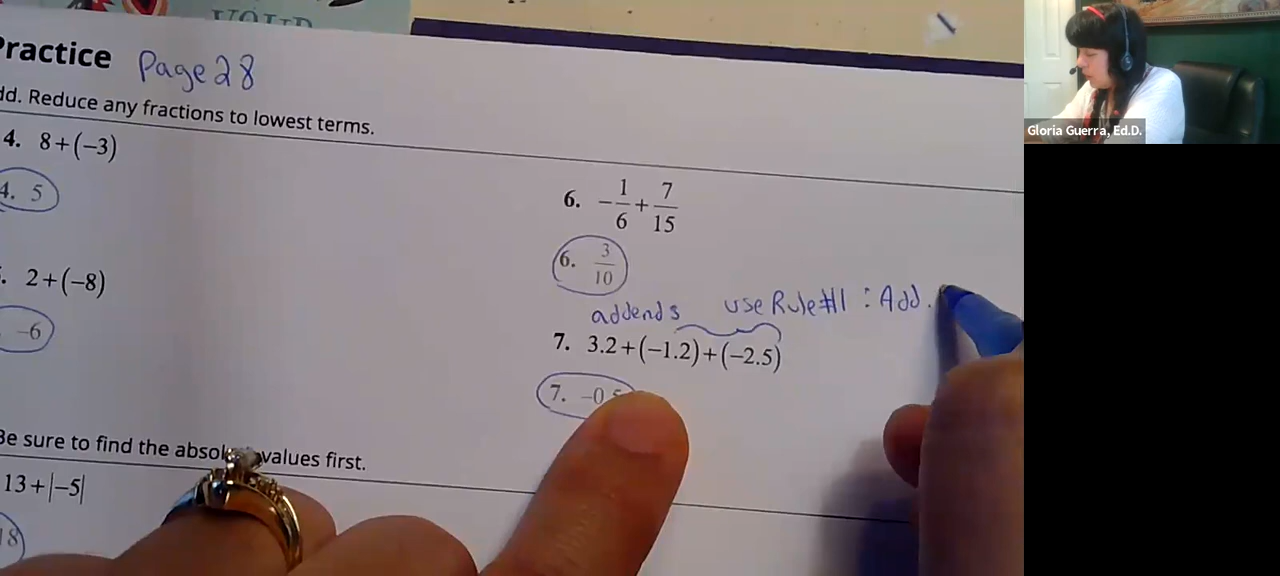 VOUR
Practice Page 28
dd. Reduce any fractions to lowest terms.
4. 8+(−3)
4. 5
. 2+(−8)
−6
6. −1/6 + 7/15
6. 3/10
addends use Rule #1 : Add.
7. 3.2+(−1.2)+(−2.5)
7. −0.5
Be sure to find the absol values first.
13+|−5|
18
Gloria Guerra, Ed.D.